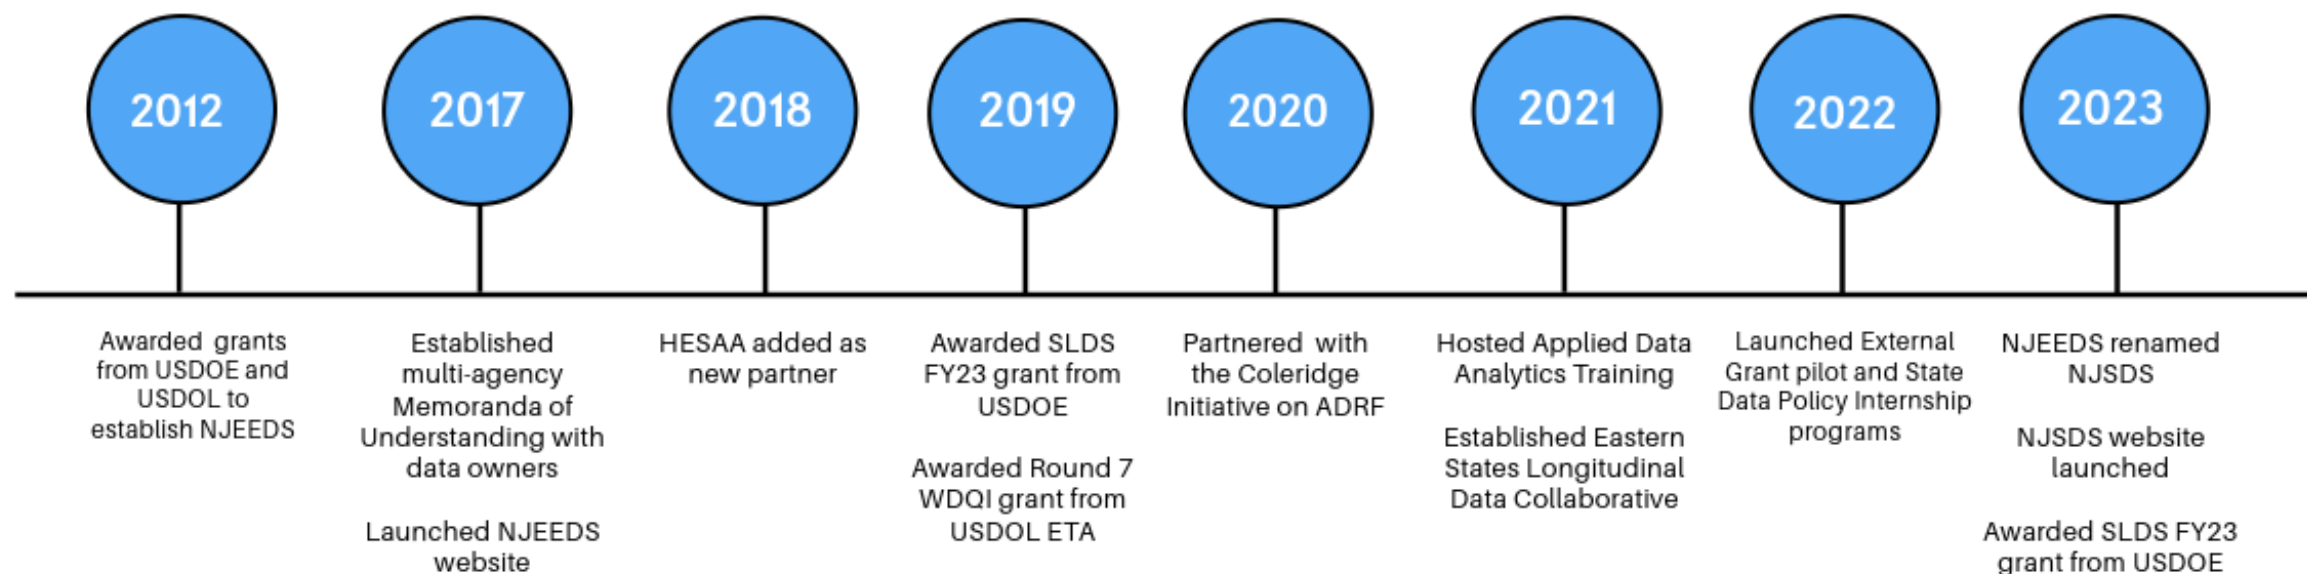 2012
Awarded grants
from USDOE and
USDOL to
establish NJEEDS
2017
Established
multi-agency
Memoranda of
Understanding with
data owners
Launched NJEEDS
website
2018
HESAA added as
new partner
2019
Awarded SLDS
FY23 grant from
USDOE
Awarded Round 7
WDQI grant from
USDOL ETA
2020
Partnered with
the Coleridge
Initiative on ADRF
2021
Hosted Applied Data
Analytics Training
Established Eastern
States Longitudinal
Data Collaborative
2022
Launched External
Grant pilot and State
Data Policy Internship
programs
2023
NJEEDS renamed
NJSDS
NJSDS website
launched
Awarded SLDS FY23
grant from USDOE